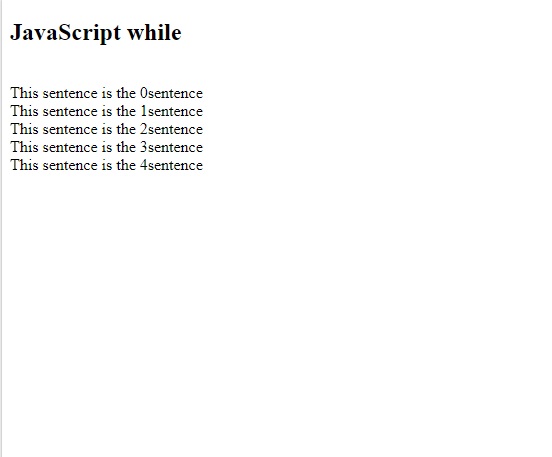 JavaScript while
This sentence is the 0sentence
This sentence is the 1sentence
This sentence is the 2sentence
This sentence is the 3sentence
This sentence is the 4sentence